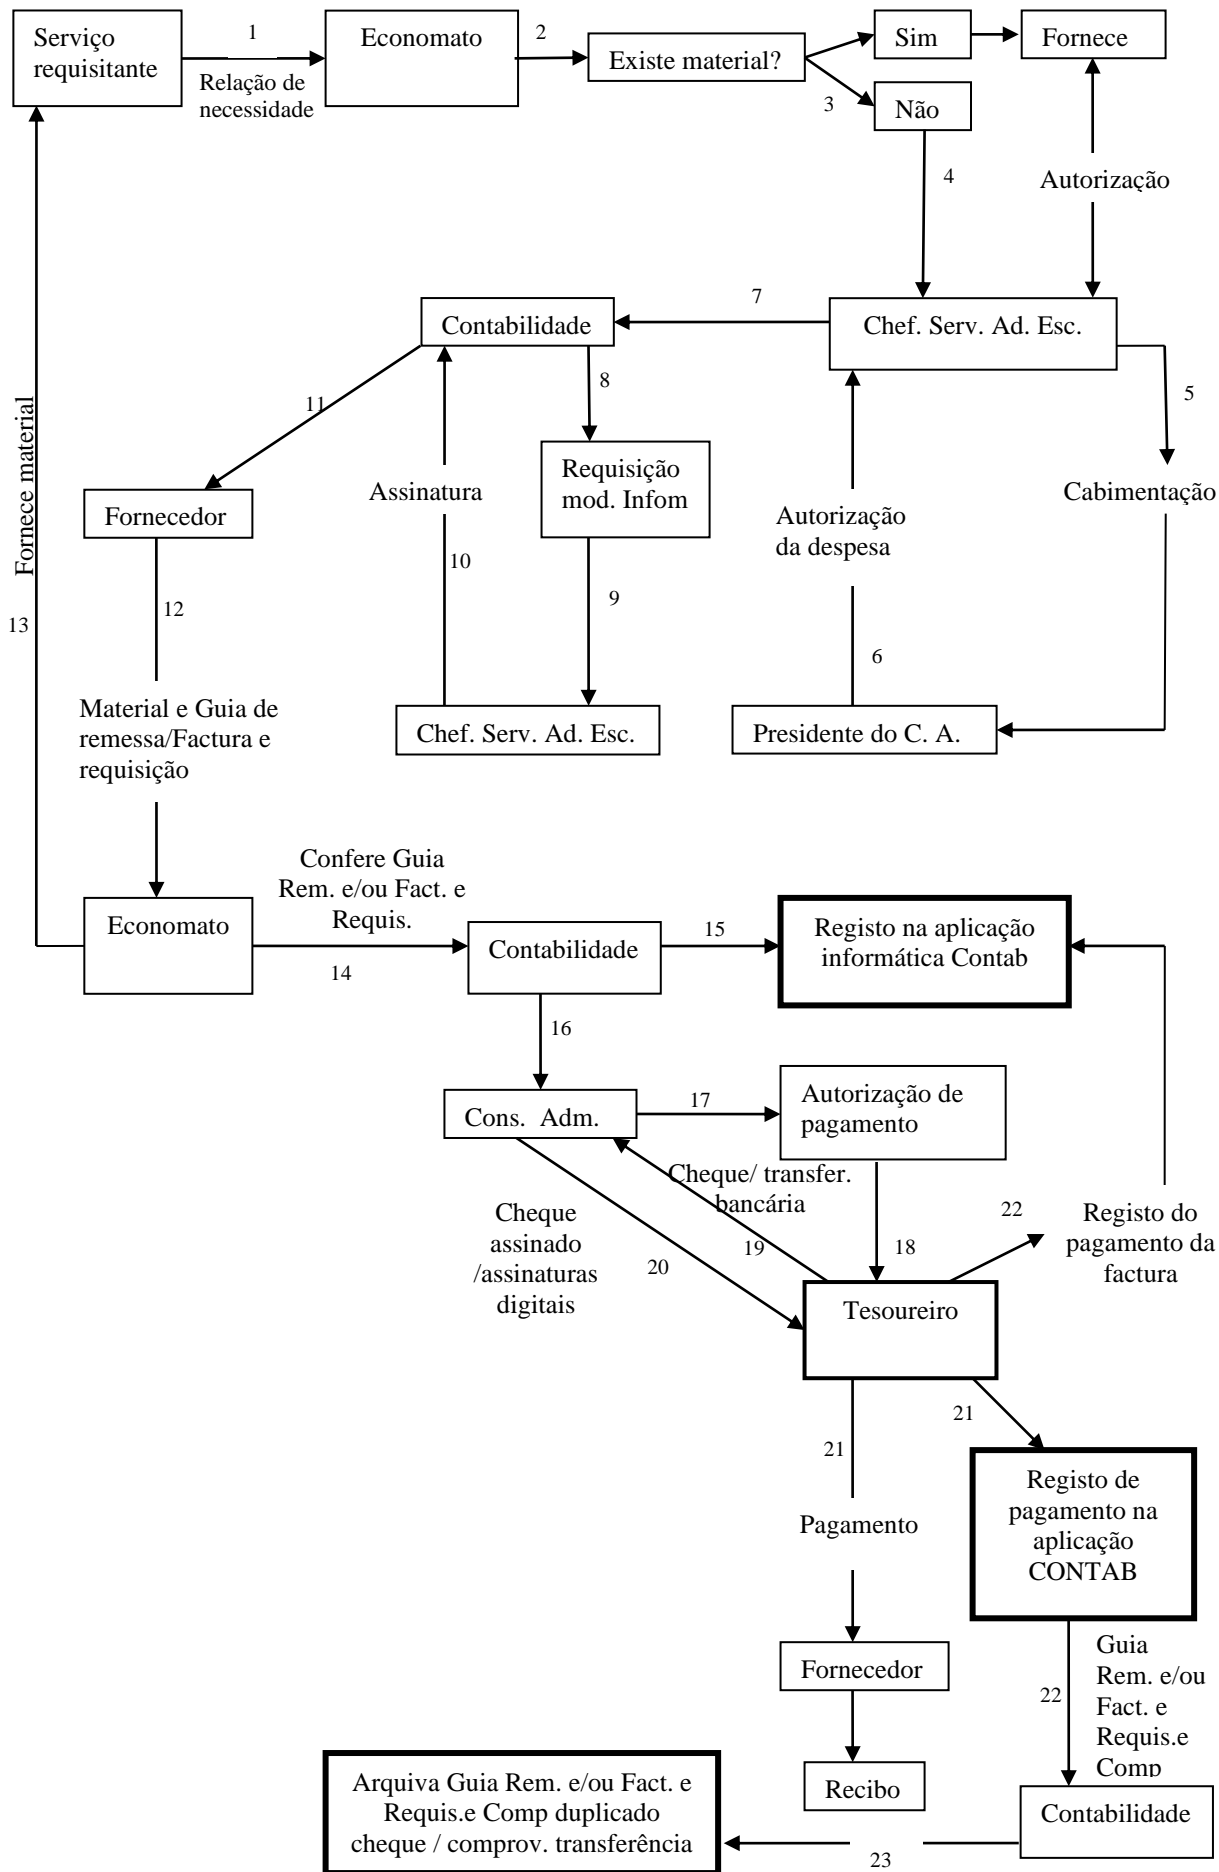 Serviço
requisitante
1
Relação de
necessidade
Economato
2
Existe material?
Sim
Fornece
3
Não
4
Autorização
Chef. Serv. Ad. Esc.
7
Contabilidade
5
8
11
Requisição
mod. Infom
Assinatura
Autorização
da despesa
Cabimentação
Fornecedor
Fornece material
10
9
12
13
6
Material e Guia de
remessa/Factura e
requisição
Chef. Serv. Ad. Esc.
Presidente do C. A.
Economato
Confere Guia
Rem. e/ou Fact. e
Requis.
14
Contabilidade
15
Registo na aplicação
informática Contab
16
Cons. Adm.
17
Autorização de
pagamento
Cheque/ transfer.
bancária
Cheque
assinado
/assinaturas
digitais
20
19
18
22
Registo do
pagamento da
factura
Tesoureiro
21
21
Pagamento
Registo de
pagamento na
aplicação
CONTAB
Fornecedor
22
Guia
Rem. e/ou
Fact. e
Requis.e
Comp
Recibo
Contabilidade
Arquiva Guia Rem. e/ou Fact. e
Requis.e Comp duplicado
cheque / comprov. transferência
23